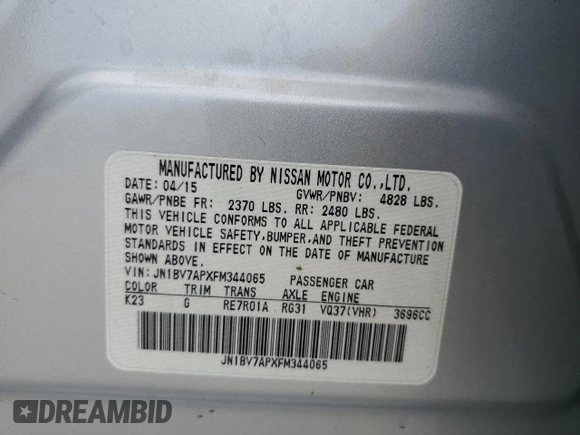 MANUFACTURED BY NISSAN MOTOR CO.,LTD.
DATE: 04/15 GVWR/PNBV: 4828 LBS.
GAWR/PNBE FR: 2370 LBS. RR: 2480 LBS.
THIS VEHICLE CONFORMS TO ALL APPLICABLE FEDERAL
MOTOR VEHICLE SAFETY,BUMPER,AND THEFT PREVENTION
STANDARDS IN EFFECT ON THE DATE OF MANUFACTURE
SHOWN ABOVE.
VIN: JN1BV7APXFM344065 PASSENGER CAR
COLOR TRIM TRANS AXLE ENGINE
K23 G RE7R01A RG31 VQ37(VHR) 3696CC
JN1BV7APXFM344065
DREAMBID